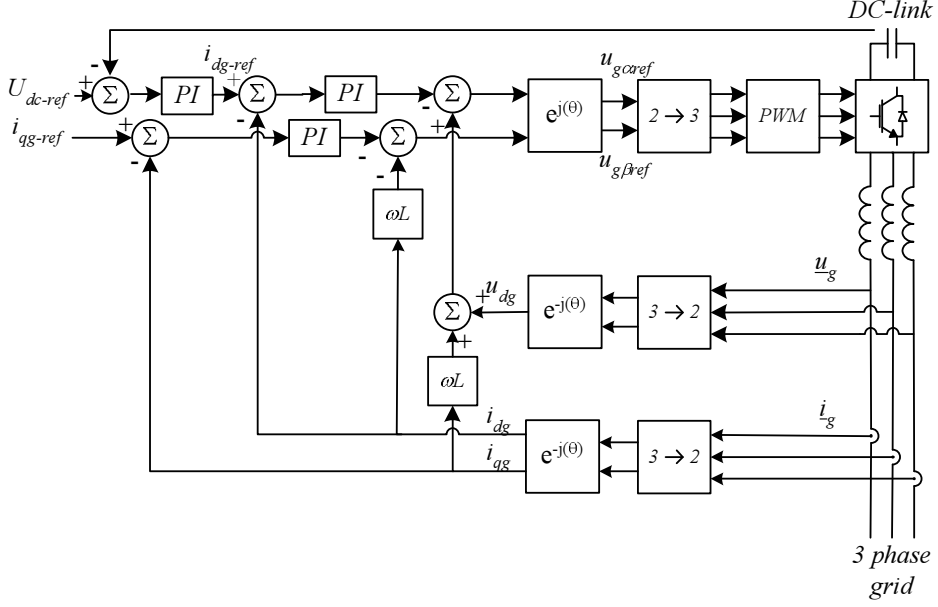 DC-link
i_dg-ref
U_dc-ref
+
-
Σ
PI
+
-
Σ
PI
-
+
Σ
e^j(θ)
u_gαref
u_gβref
2 → 3
PWM
i_qg-ref
+
-
Σ
PI
-
-
Σ
ωL
u_g
u_dg
+
+
Σ
e^-j(θ)
3 → 2
ωL
i_g
i_dg
i_qg
e^-j(θ)
3 → 2
3 phase
grid